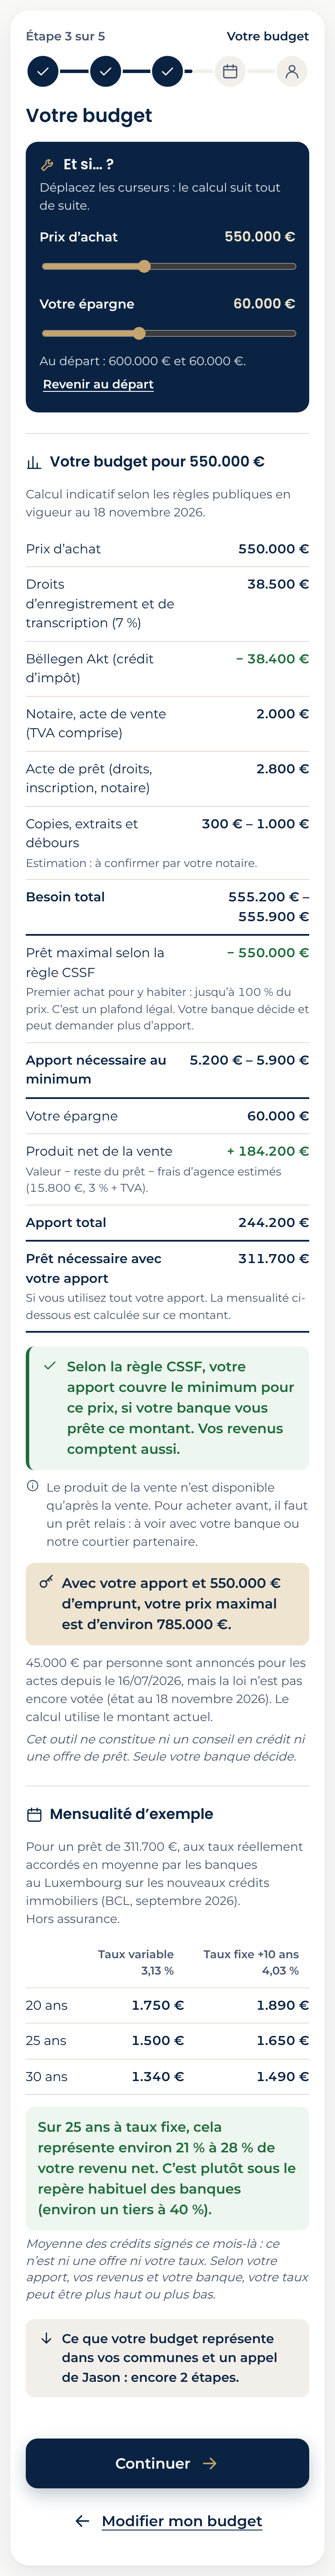 Étape 3 sur 5
Votre budget
Votre budget
Et si… ?
Déplacez les curseurs : le calcul suit tout
de suite.
Prix d’achat 550.000 €
Votre épargne 60.000 €
Au départ : 600.000 € et 60.000 €.
Revenir au départ
Votre budget pour 550.000 €
Calcul indicatif selon les règles publiques en
vigueur au 18 novembre 2026.
Prix d’achat 550.000 €
Droits 38.500 €
d’enregistrement et de
transcription (7 %)
Bëllegen Akt (crédit − 38.400 €
d’impôt)
Notaire, acte de vente 2.000 €
(TVA comprise)
Acte de prêt (droits, 2.800 €
inscription, notaire)
Copies, extraits et 300 € – 1.000 €
débours
Estimation : à confirmer par votre notaire.
Besoin total 555.200 € –
555.900 €
Prêt maximal selon la − 550.000 €
règle CSSF
Premier achat pour y habiter : jusqu’à 100 % du
prix. C’est un plafond légal. Votre banque décide et
peut demander plus d’apport.
Apport nécessaire au 5.200 € – 5.900 €
minimum
Votre épargne 60.000 €
Produit net de la vente + 184.200 €
Valeur − reste du prêt − frais d’agence estimés
(15.800 €, 3 % + TVA).
Apport total 244.200 €
Prêt nécessaire avec 311.700 €
votre apport
Si vous utilisez tout votre apport. La mensualité ci-
dessous est calculée sur ce montant.
Selon la règle CSSF, votre
apport couvre le minimum pour
ce prix, si votre banque vous
prête ce montant. Vos revenus
comptent aussi.
Le produit de la vente n’est disponible
qu’après la vente. Pour acheter avant, il faut
un prêt relais : à voir avec votre banque ou
notre courtier partenaire.
Avec votre apport et 550.000 €
d’emprunt, votre prix maximal
est d’environ 785.000 €.
45.000 € par personne sont annoncés pour les
actes depuis le 16/07/2026, mais la loi n’est pas
encore votée (état au 18 novembre 2026). Le
calcul utilise le montant actuel.
Cet outil ne constitue ni un conseil en crédit ni
une offre de prêt. Seule votre banque décide.
Mensualité d’exemple
Pour un prêt de 311.700 €, aux taux réellement
accordés en moyenne par les banques
au Luxembourg sur les nouveaux crédits
immobiliers (BCL, septembre 2026).
Hors assurance.
Taux variable Taux fixe +10 ans
3,13 % 4,03 %
20 ans 1.750 € 1.890 €
25 ans 1.500 € 1.650 €
30 ans 1.340 € 1.490 €
Sur 25 ans à taux fixe, cela
représente environ 21 % à 28 % de
votre revenu net. C’est plutôt sous le
repère habituel des banques
(environ un tiers à 40 %).
Moyenne des crédits signés ce mois-là : ce
n’est ni une offre ni votre taux. Selon votre
apport, vos revenus et votre banque, votre taux
peut être plus haut ou plus bas.
Ce que votre budget représente
dans vos communes et un appel
de Jason : encore 2 étapes.
Continuer
Modifier mon budget